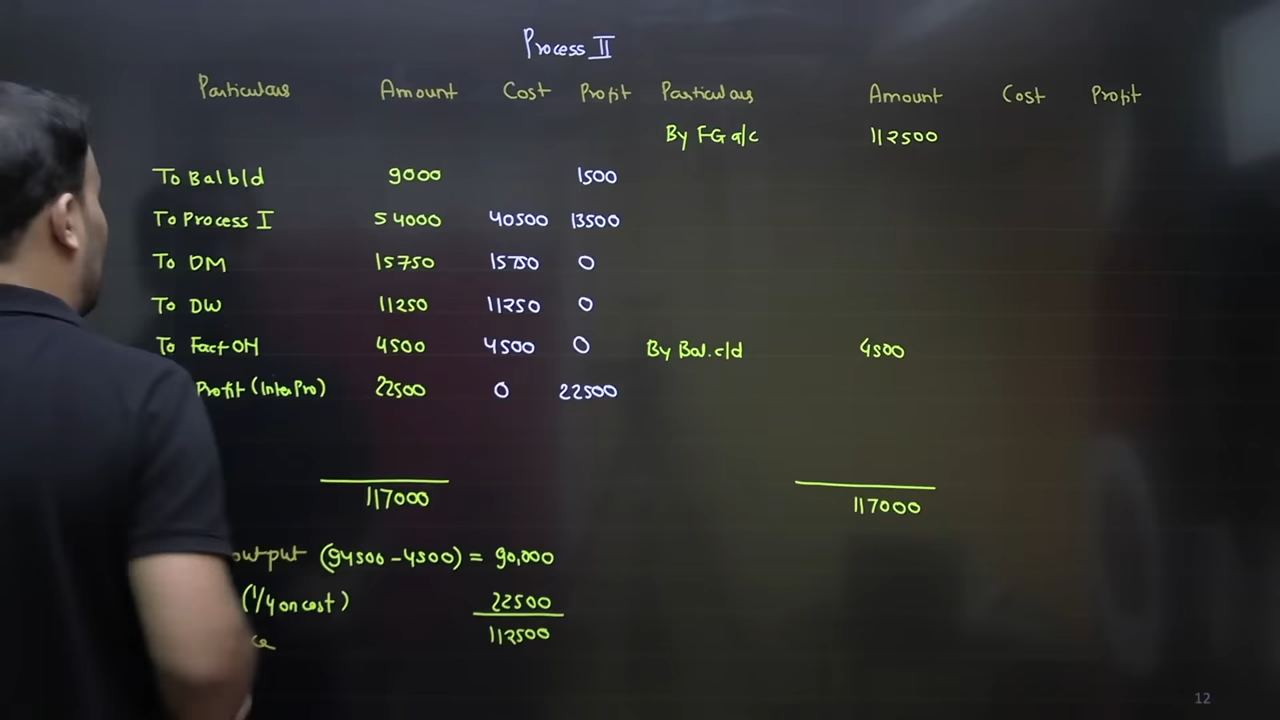 Process II
Particulars Amount Cost Profit Particulars Amount Cost Profit
By FG a/c 112500
To Bal b/d 9000 1500
To Process I 54000 40500 13500
To DM 15750 15750 0
To DW 11250 11250 0
To Fact OH 4500 4500 0 By Bal. c/d 4500
Profit (Inter Pro) 22500 0 22500
117000 117000
output (94500 - 4500) = 90,000
(1/4 on cost) 22500
112500
12